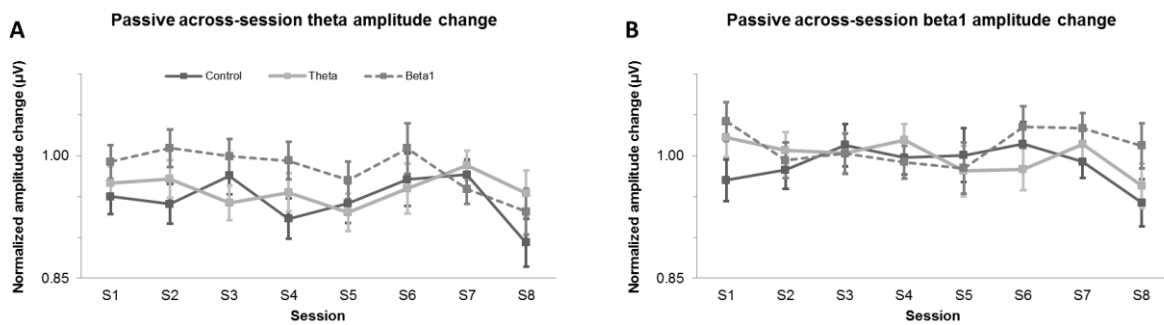 A
Passive across-session theta amplitude change
Normalized amplitude change (µV)
Control
Theta
Beta1
1.00
0.85
S1 S2 S3 S4 S5 S6 S7 S8
Session
B
Passive across-session beta1 amplitude change
Normalized amplitude change (µV)
1.00
0.85
S1 S2 S3 S4 S5 S6 S7 S8
Session